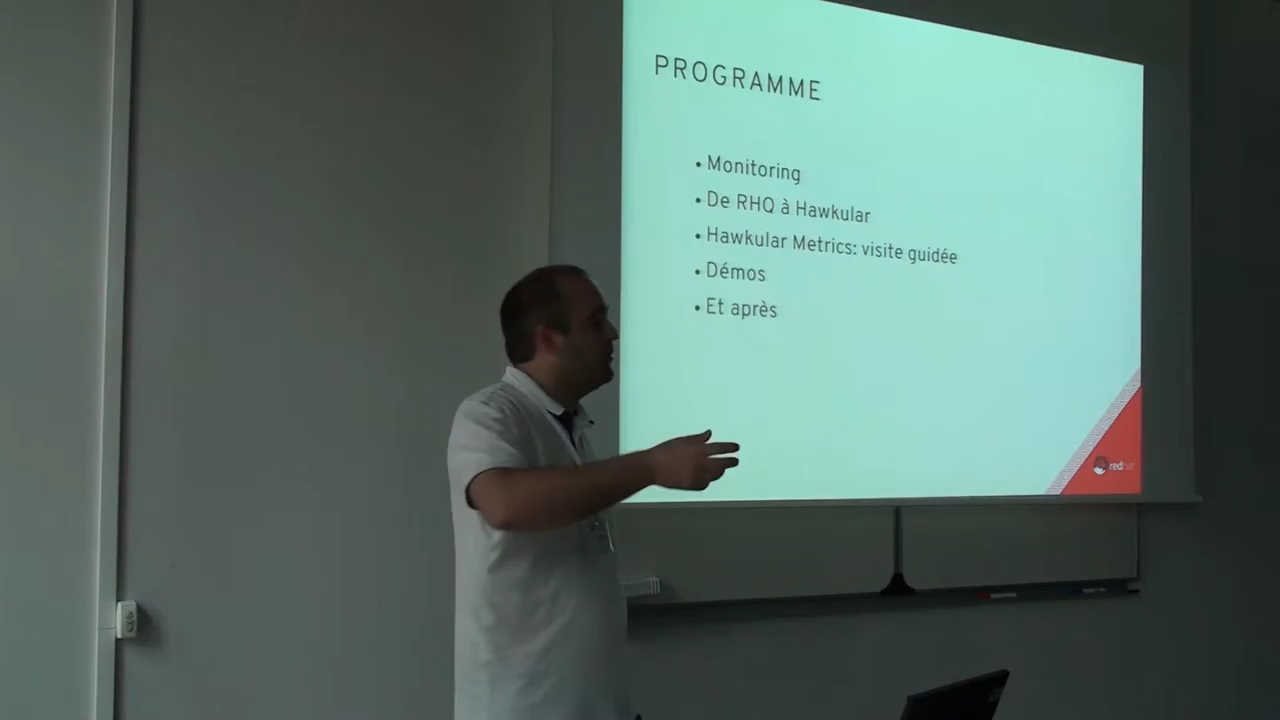 PROGRAMME
• Monitoring
• De RHQ à Hawkular
• Hawkular Metrics: visite guidée
• Démos
• Et après
redhat